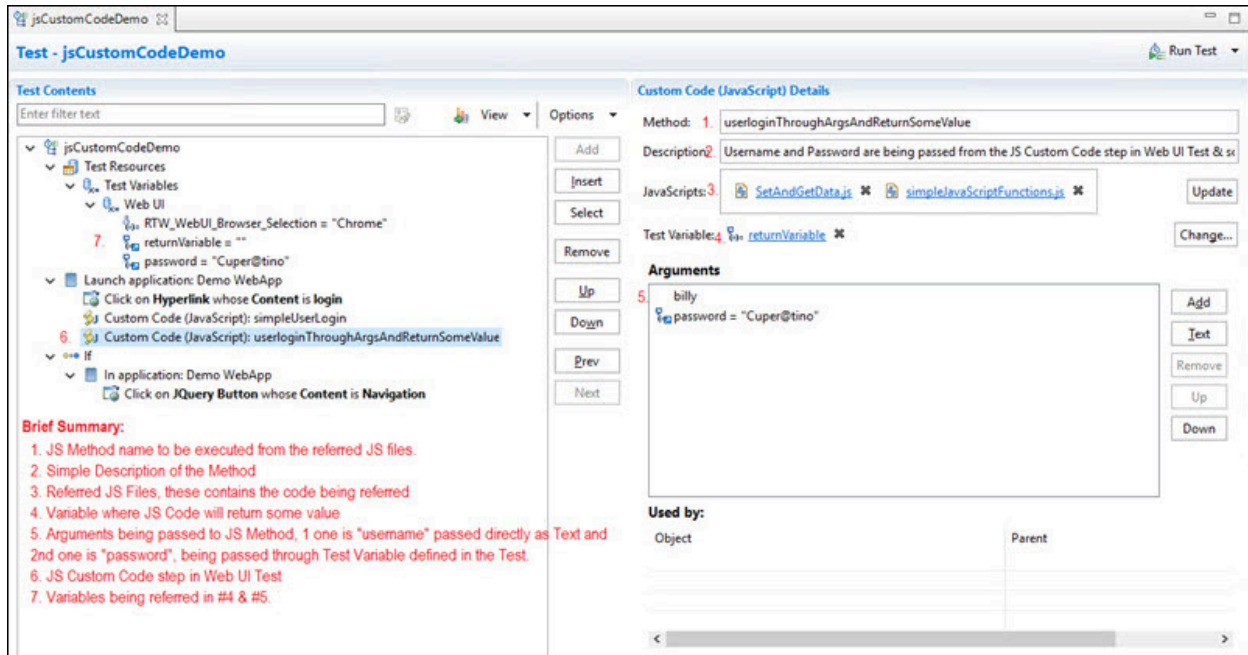 jsCustomCodeDemo
Test - jsCustomCodeDemo
Run Test
Test Contents
Enter filter text
View
Options
jsCustomCodeDemo
Test Resources
Test Variables
Web UI
RTW_WebUI_Browser_Selection = "Chrome"
7. returnVariable = ""
password = "Cuper@tino"
Launch application: Demo WebApp
Click on Hyperlink whose Content is login
Custom Code (JavaScript): simpleUserLogin
6. Custom Code (JavaScript): userloginThroughArgsAndReturnSomeValue
If
In application: Demo WebApp
Click on JQuery Button whose Content is Navigation
Add
Insert
Select
Remove
Up
Down
Prev
Next
Brief Summary:
1. JS Method name to be executed from the referred JS files.
2. Simple Description of the Method
3. Referred JS Files, these contains the code being referred
4. Variable where JS Code will return some value
5. Arguments being passed to JS Method, 1 one is "username" passed directly as Text and
2nd one is "password", being passed through Test Variable defined in the Test.
6. JS Custom Code step in Web UI Test
7. Variables being referred in #4 & #5.
Custom Code (JavaScript) Details
Method: 1. userloginThroughArgsAndReturnSomeValue
Description: 2. Username and Password are being passed from the JS Custom Code step in Web UI Test & se
JavaScripts: 3. SetAndGetData.js simpleJavaScriptFunctions.js
Update
Test Variable: 4. returnVariable
Change...
Arguments
5. billy
password = "Cuper@tino"
Add
Text
Remove
Up
Down
Used by:
Object Parent